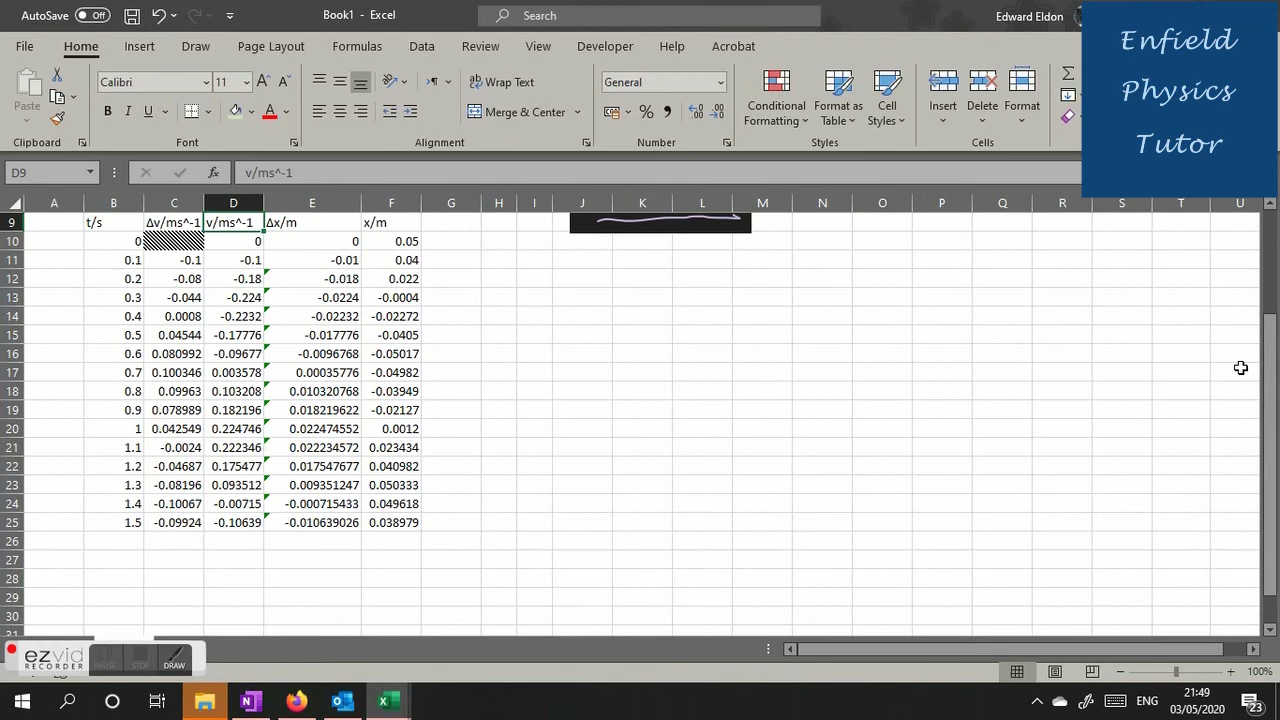 AutoSave Off Book1 - Excel Search Edward Eldon
File Home Insert Draw Page Layout Formulas Data Review View Developer Help Acrobat
Enfield
Physics
Tutor
Paste Calibri 11 Wrap Text General
B I U A Merge & Center % , Conditional Formatting Format as Table Cell Styles Insert Delete Format
Clipboard Font Alignment Number Styles Cells
D9 fx v/ms^-1
A B C D E F G H I J K L M N O P Q R S T U
9 t/s Δv/ms^-1 v/ms^-1 Δx/m x/m
10 0 0 0 0.05
11 0.1 -0.1 -0.1 -0.01 0.04
12 0.2 -0.08 -0.18 -0.018 0.022
13 0.3 -0.044 -0.224 -0.0224 -0.0004
14 0.4 0.0008 -0.2232 -0.02232 -0.02272
15 0.5 0.04544 -0.17776 -0.017776 -0.0405
16 0.6 0.080992 -0.09677 -0.0096768 -0.05017
17 0.7 0.100346 0.003578 0.00035776 -0.04982
18 0.8 0.09963 0.103208 0.010320768 -0.03949
19 0.9 0.078989 0.182196 0.018219622 -0.02127
20 1 0.042549 0.224746 0.022474552 0.0012
21 1.1 -0.0024 0.222346 0.022234572 0.023434
22 1.2 -0.04687 0.175477 0.017547677 0.040982
23 1.3 -0.08196 0.093512 0.009351247 0.050333
24 1.4 -0.10067 -0.00715 -0.000715433 0.049618
25 1.5 -0.09924 -0.10639 -0.010639026 0.038979
26
27
28
29
30
31
ezvid
RECORDER
PAUSE STOP DRAW
100%
ENG 21:49
03/05/2020 23